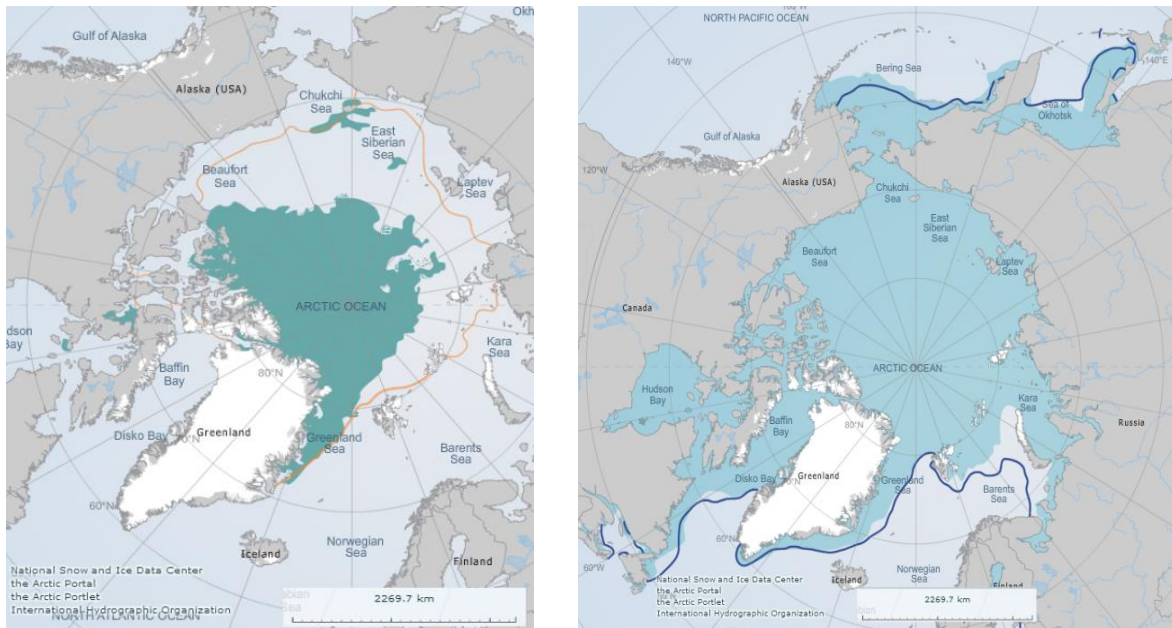 Gulf of Alaska
Alaska (USA)
Chukchi
Sea
East
Siberian
Sea
Beaufort
Sea
Laptev
Sea
ARCTIC OCEAN
Kara
Sea
Baffin
Bay
80°N
Disko Bay
70°N
Greenland
Greenland
Sea
Barents
Sea
60°N
Iceland
Norwegian
Sea
Finland
National Snow and Ice Data Center
the Arctic Portal
the Arctic Portlet
International Hydrographic Organization
NORTH ATLANTIC OCEAN
2269.7 km
NORTH PACIFIC OCEAN
140°W
Bering Sea
140°E
Sea of
Okhotsk
Gulf of Alaska
120°W
Alaska (USA)
Chukchi
Sea
East
Siberian
Sea
Beaufort
Sea
Laptev
Sea
Canada
ARCTIC OCEAN
Hudson
Bay
Kara
Sea
Russia
Baffin
Bay
80°N
Disko Bay
70°N
Greenland
Greenland
Sea
Barents
Sea
60°N
60°W
Iceland
Norwegian
Sea
Finland
National Snow and Ice Data Center
the Arctic Portal
the Arctic Portlet
International Hydrographic Organization
2269.7 km